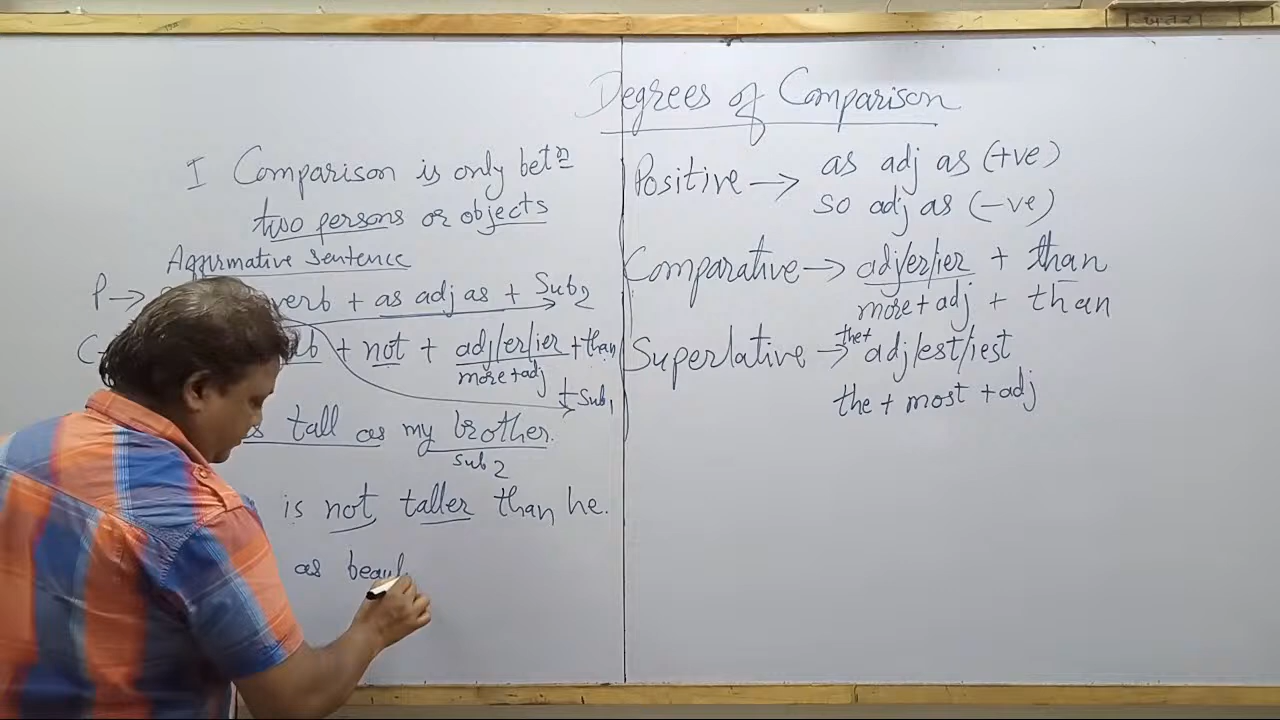 Degrees of Comparison
I Comparison is only betⁿ
two persons or objects
Affirmative sentence
P → verb + as adj as + Sub2
C + not + adj/er/ier + than
more + adj
+ Sub1
tall as my brother.
Sub2
is not taller than he.
as
Positive → as adj as (+ve)
so adj as (-ve)
Comparative → adj/er/ier + than
more + adj + than
Superlative → the+ adj/est/iest
the + most + adj